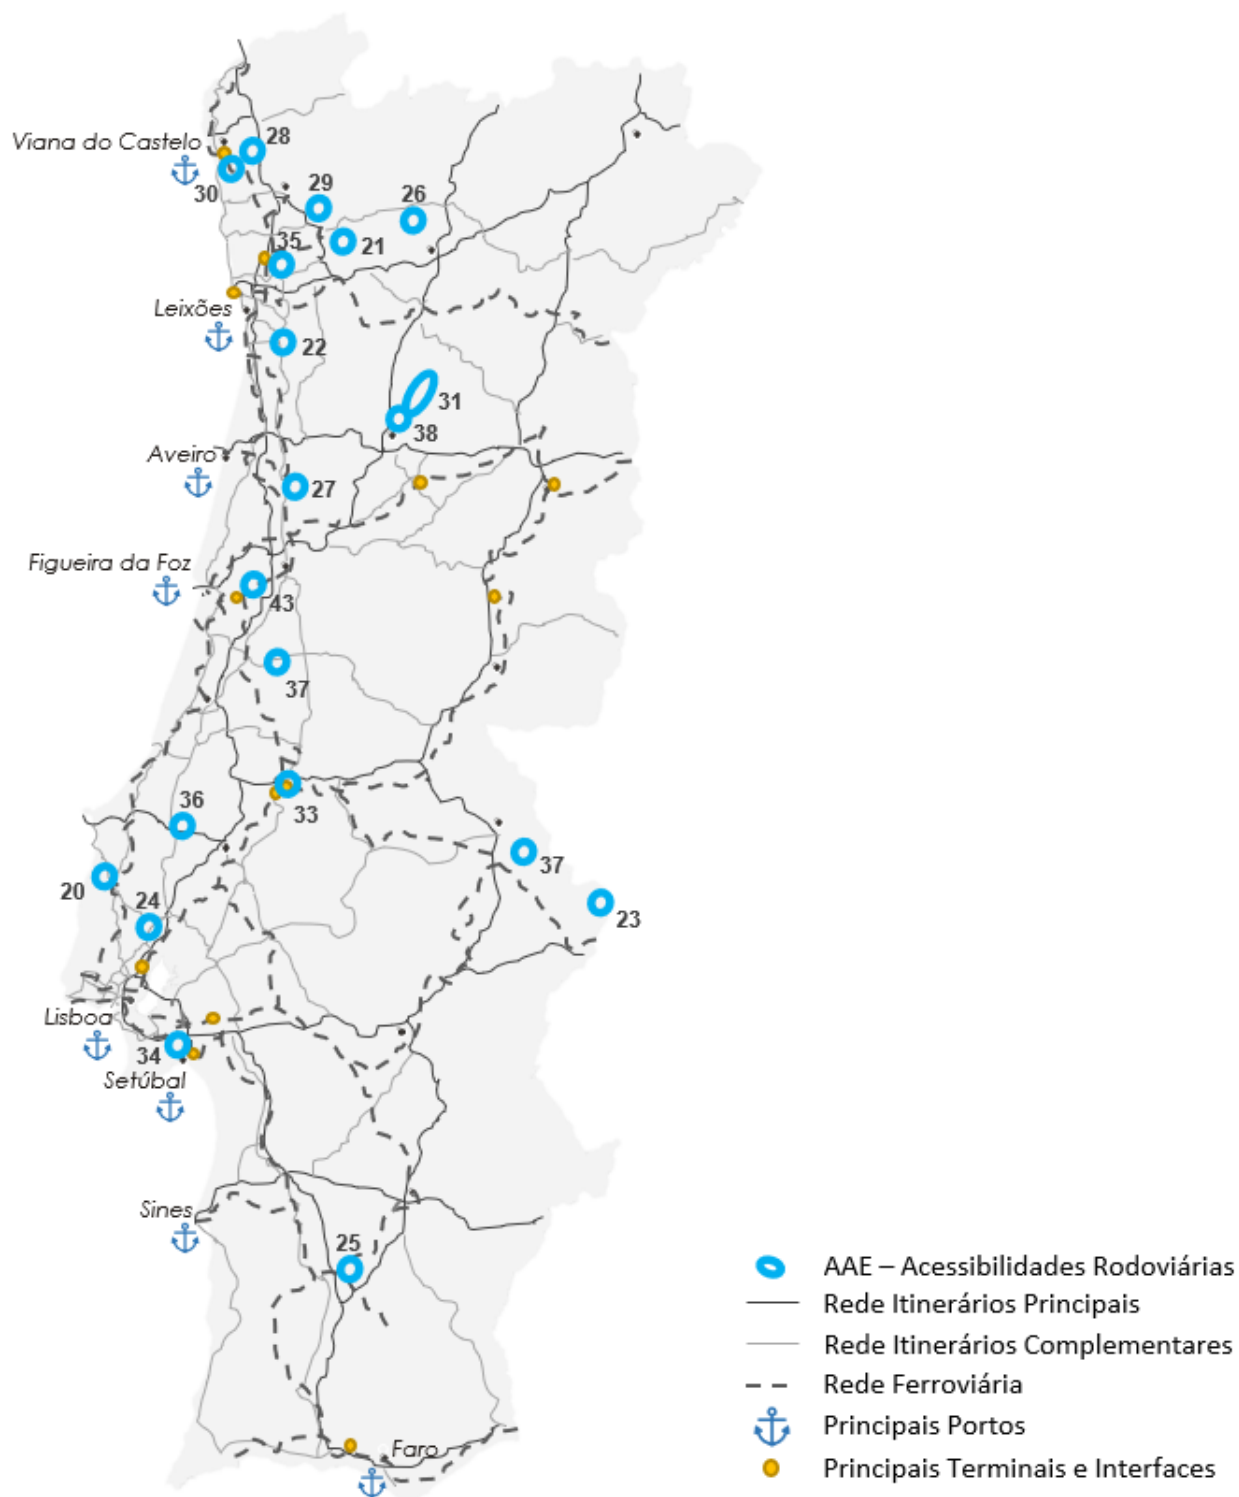 Viana do Castelo
28
30
29
26
35
21
Leixões
22
31
38
Aveiro
27
Figueira da Foz
43
37
33
36
37
20
24
23
Lisboa
34
Setúbal
Sines
25
Faro
AAE – Acessibilidades Rodoviárias
Rede Itinerários Principais
Rede Itinerários Complementares
Rede Ferroviária
Principais Portos
Principais Terminais e Interfaces